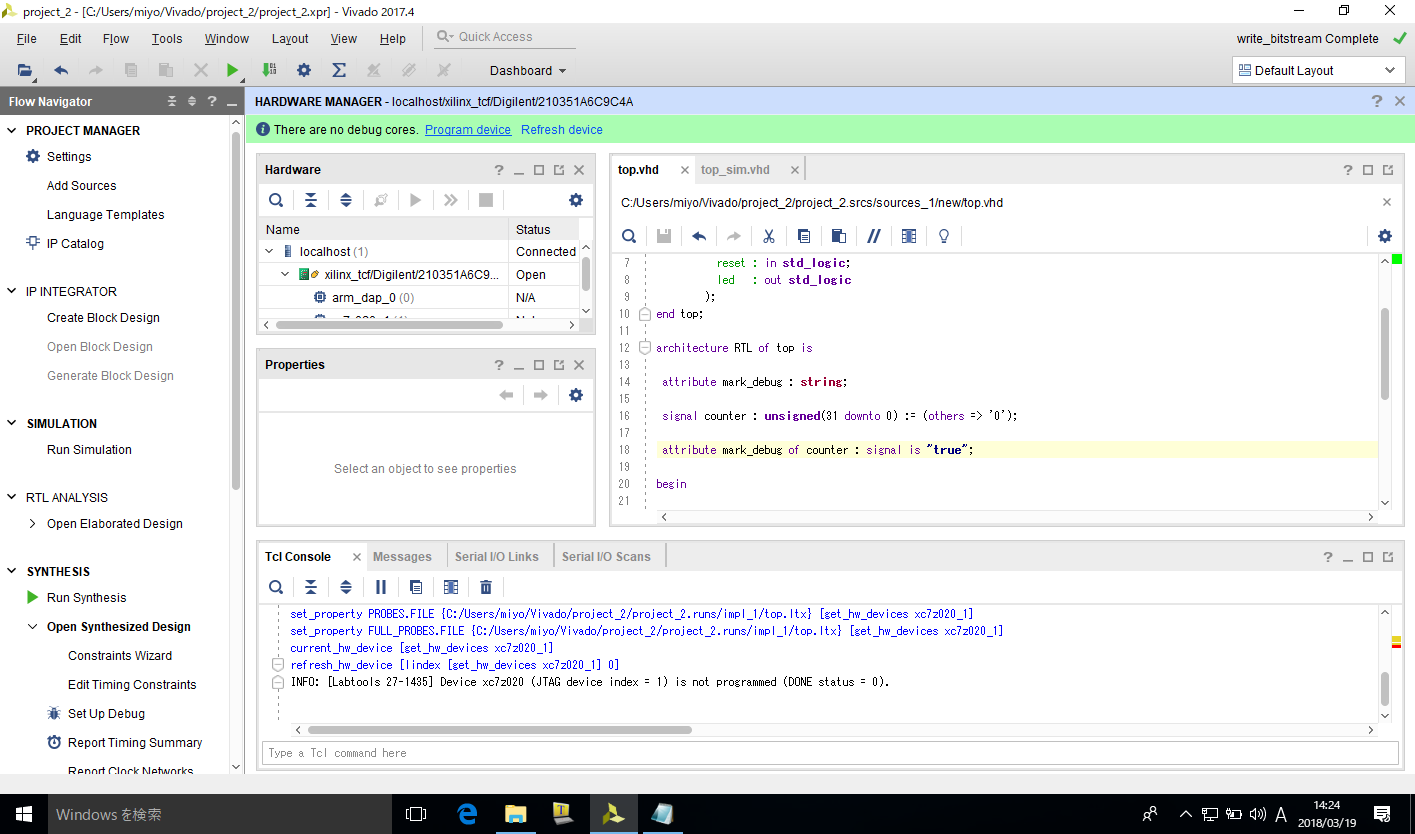 project_2 - [C:/Users/miyo/Vivado/project_2/project_2.xpr] - Vivado 2017.4
File Edit Flow Tools Window Layout View Help Quick Access
write_bitstream Complete
Dashboard
Default Layout
Flow Navigator
PROJECT MANAGER
Settings
Add Sources
Language Templates
IP Catalog
IP INTEGRATOR
Create Block Design
Open Block Design
Generate Block Design
SIMULATION
Run Simulation
RTL ANALYSIS
Open Elaborated Design
SYNTHESIS
Run Synthesis
Open Synthesized Design
Constraints Wizard
Edit Timing Constraints
Set Up Debug
Report Timing Summary
Report Clock Networks
HARDWARE MANAGER - localhost/xilinx_tcf/Digilent/210351A6C9C4A
There are no debug cores. Program device Refresh device
Hardware
Name Status
localhost (1) Connected
xilinx_tcf/Digilent/210351A6C9... Open
arm_dap_0 (0) N/A
Properties
Select an object to see properties
top.vhd top_sim.vhd
C:/Users/miyo/Vivado/project_2/project_2.srcs/sources_1/new/top.vhd
7 reset : in std_logic;
8 led : out std_logic
9 );
10 end top;
11
12 architecture RTL of top is
13
14 attribute mark_debug : string;
15
16 signal counter : unsigned(31 downto 0) := (others => '0');
17
18 attribute mark_debug of counter : signal is "true";
19
20 begin
21
Tcl Console Messages Serial I/O Links Serial I/O Scans
set_property PROBES.FILE {C:/Users/miyo/Vivado/project_2/project_2.runs/impl_1/top.ltx} [get_hw_devices xc7z020_1]
set_property FULL_PROBES.FILE {C:/Users/miyo/Vivado/project_2/project_2.runs/impl_1/top.ltx} [get_hw_devices xc7z020_1]
current_hw_device [get_hw_devices xc7z020_1]
refresh_hw_device [lindex [get_hw_devices xc7z020_1] 0]
INFO: [Labtools 27-1435] Device xc7z020 (JTAG device index = 1) is not programmed (DONE status = 0).
Type a Tcl command here
Windows を検索
A
14:24
2018/03/19